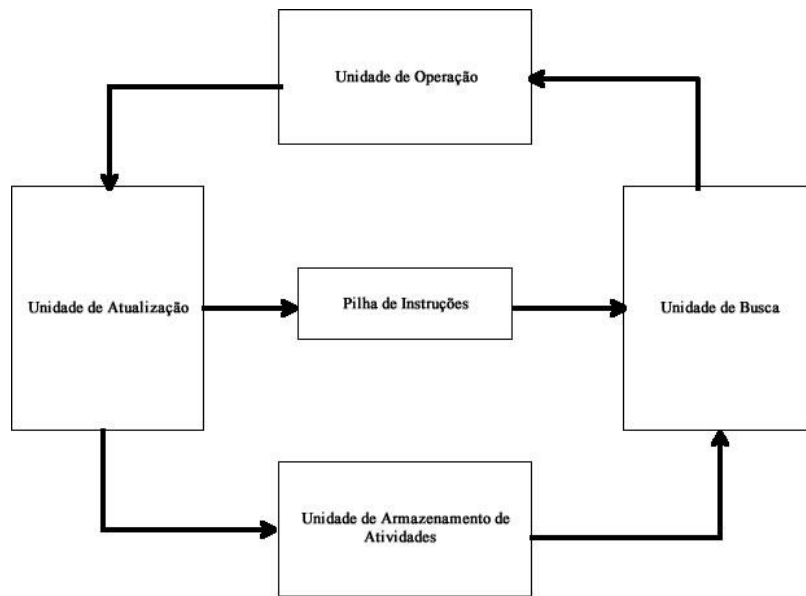 Unidade de Operação
Unidade de Atualização
Pilha de Instruções
Unidade de Busca
Unidade de Armazenamento de
Atividades